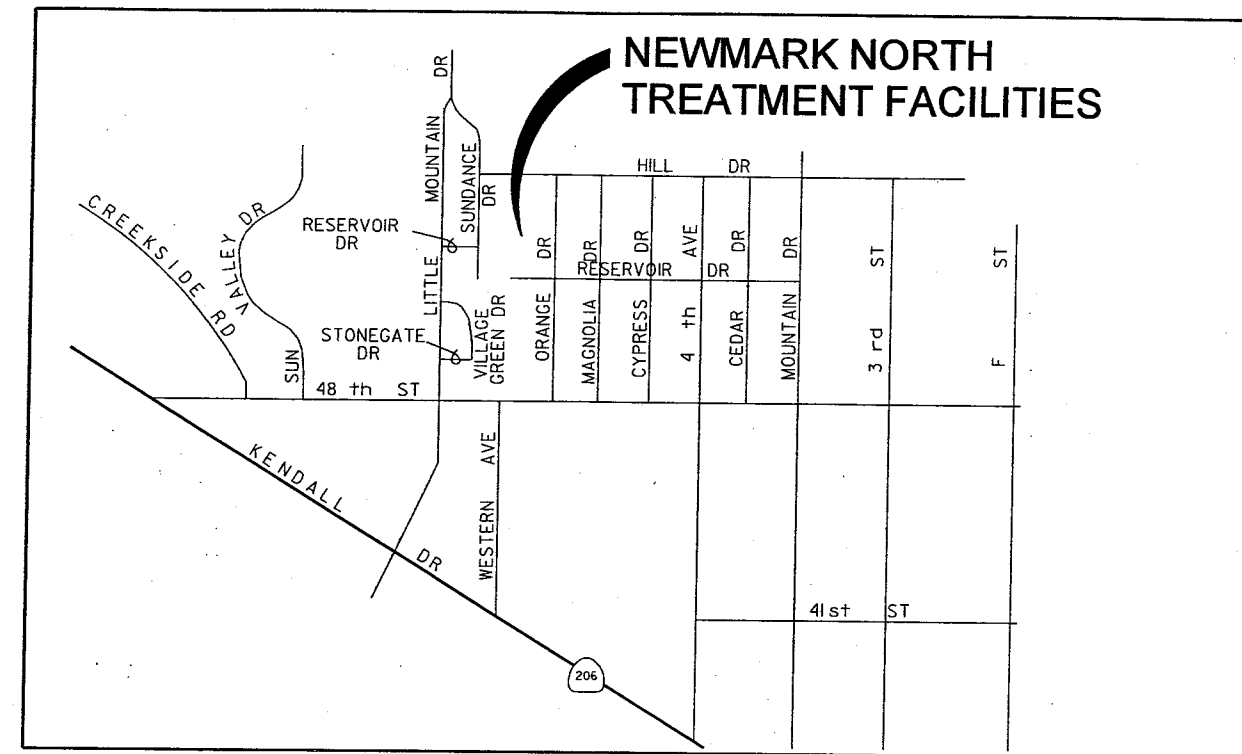 NEWMARK NORTH
TREATMENT FACILITIES
LITTLE MOUNTAIN DR
SUNDANCE DR
HILL DR
CREEKSIDE RD
SUN VALLEY DR
RESERVOIR
DR
RESERVOIR DR
STONEGATE
DR
VILLAGE
GREEN DR
ORANGE DR
MAGNOLIA DR
CYPRESS DR
4 th AVE
CEDAR DR
MOUNTAIN DR
3 rd ST
F ST
48 th ST
KENDALL DR
WESTERN AVE
41st ST
206